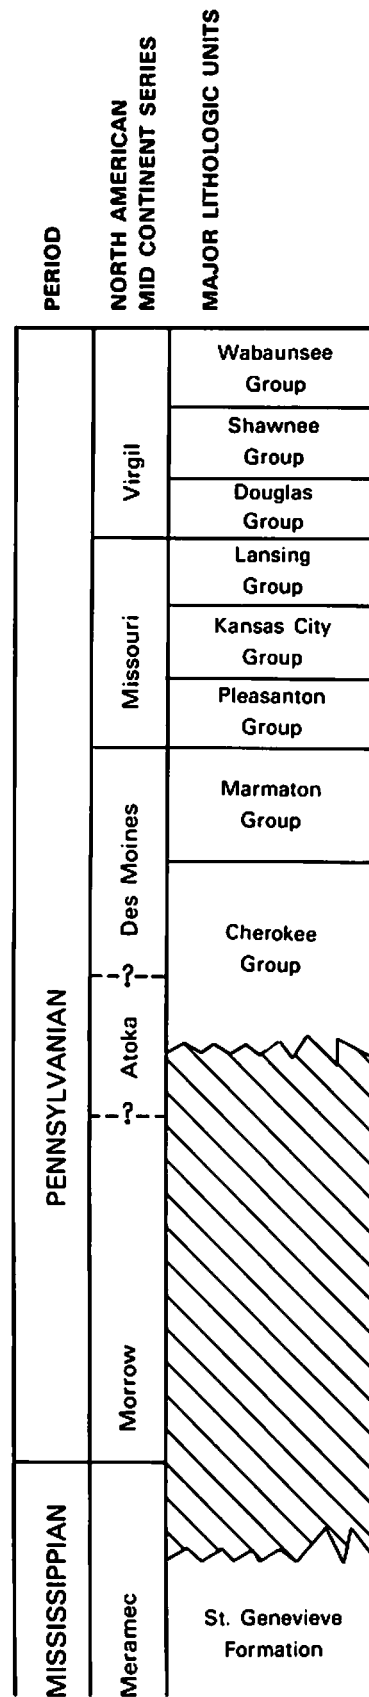 PERIOD
NORTH AMERICAN
MID CONTINENT SERIES
MAJOR LITHOLOGIC UNITS
PENNSYLVANIAN
Virgil
Wabaunsee
Group
Shawnee
Group
Douglas
Group
Missouri
Lansing
Group
Kansas City
Group
Pleasanton
Group
Des Moines
Marmaton
Group
Cherokee
Group
?
Atoka
?
Morrow
MISSISSIPPIAN
Meramec
St. Genevieve
Formation